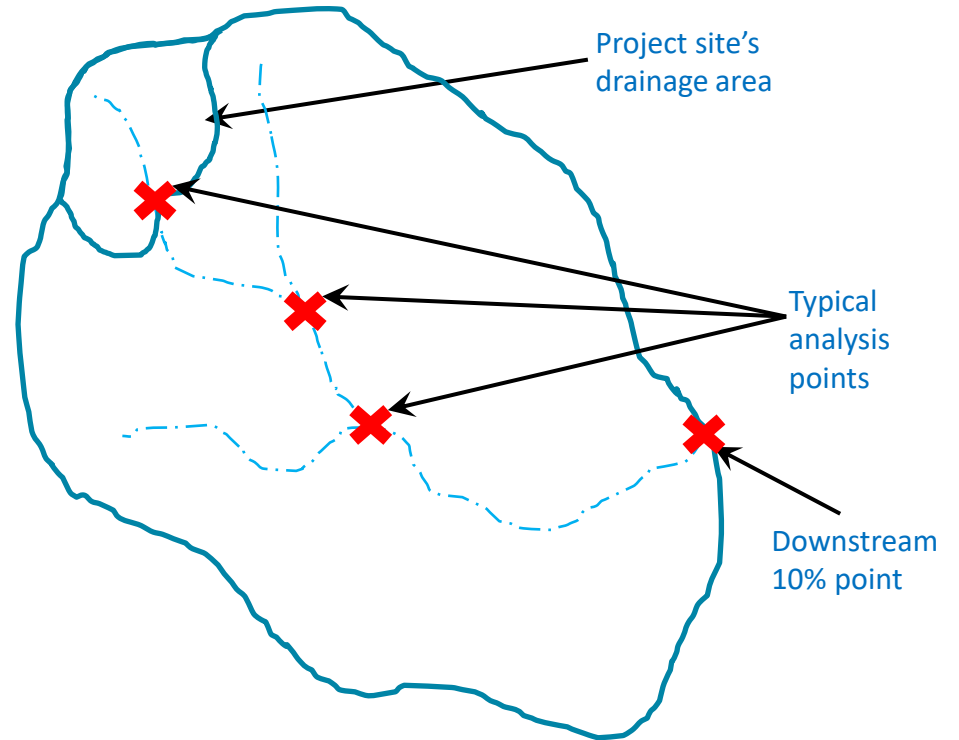 Project site’s
drainage area
Typical
analysis
points
Downstream
10% point